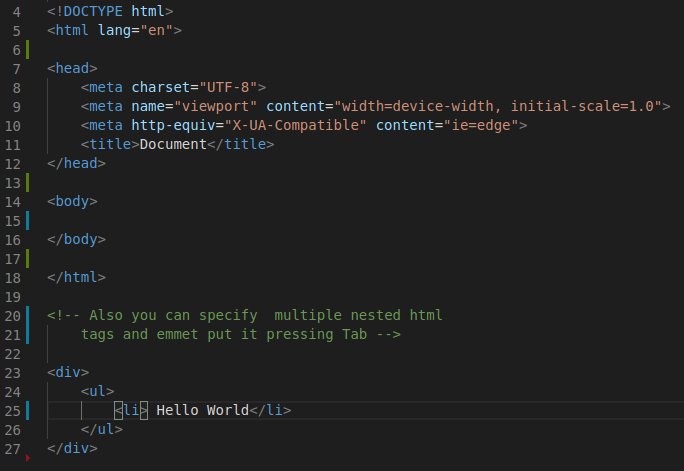 4 <!DOCTYPE html>
5 <html lang="en">
6
7 <head>
8     <meta charset="UTF-8">
9     <meta name="viewport" content="width=device-width, initial-scale=1.0">
10     <meta http-equiv="X-UA-Compatible" content="ie=edge">
11     <title>Document</title>
12 </head>
13
14 <body>
15
16 </body>
17
18 </html>
19
20 <!-- Also you can specify  multiple nested html
21     tags and emmet put it pressing Tab -->
22
23 <div>
24     <ul>
25         <li> Hello World</li>
26     </ul>
27 </div>